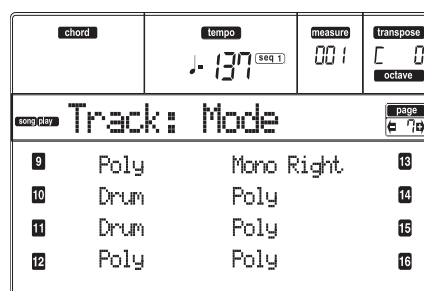 chord tempo measure transpose
♩- 137 seq 1 001 C 0
octave
song play Track: Mode page
7
9 Poly Mono Right 13
10 Drum Poly 14
11 Drum Poly 15
12 Poly Poly 16